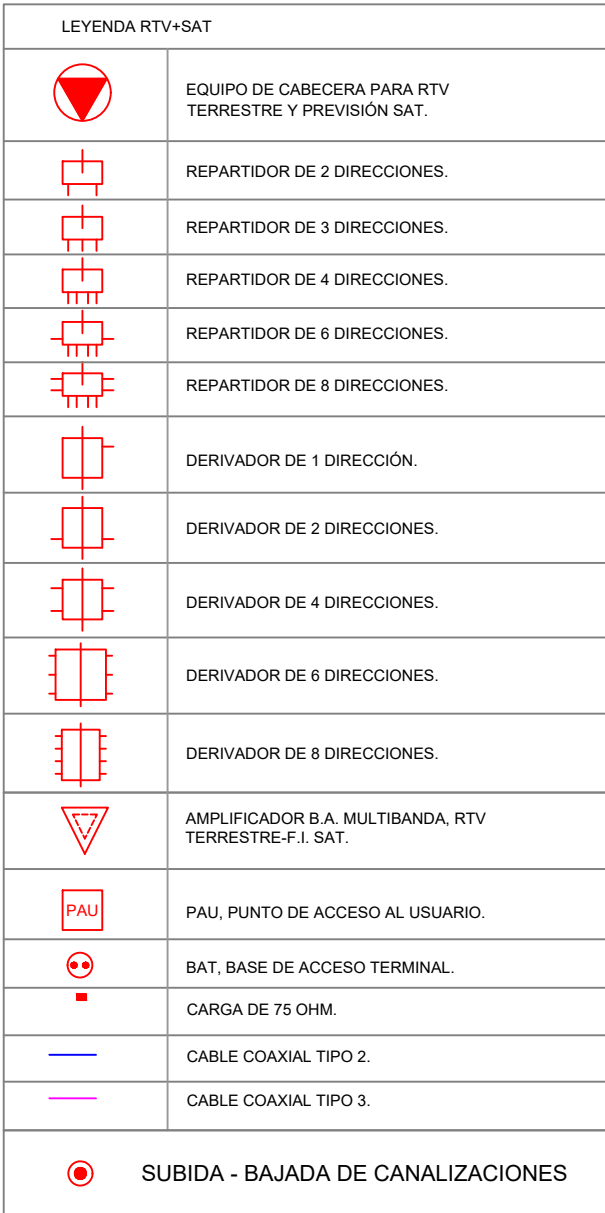 LEYENDA RTV+SAT
EQUIPO DE CABECERA PARA RTV
TERRESTRE Y PREVISIÓN SAT.
REPARTIDOR DE 2 DIRECCIONES.
REPARTIDOR DE 3 DIRECCIONES.
REPARTIDOR DE 4 DIRECCIONES.
REPARTIDOR DE 6 DIRECCIONES.
REPARTIDOR DE 8 DIRECCIONES.
DERIVADOR DE 1 DIRECCIÓN.
DERIVADOR DE 2 DIRECCIONES.
DERIVADOR DE 4 DIRECCIONES.
DERIVADOR DE 6 DIRECCIONES.
DERIVADOR DE 8 DIRECCIONES.
AMPLIFICADOR B.A. MULTIBANDA, RTV
TERRESTRE-F.I. SAT.
PAU
PAU, PUNTO DE ACCESO AL USUARIO.
BAT, BASE DE ACCESO TERMINAL.
CARGA DE 75 OHM.
CABLE COAXIAL TIPO 2.
CABLE COAXIAL TIPO 3.
SUBIDA - BAJADA DE CANALIZACIONES